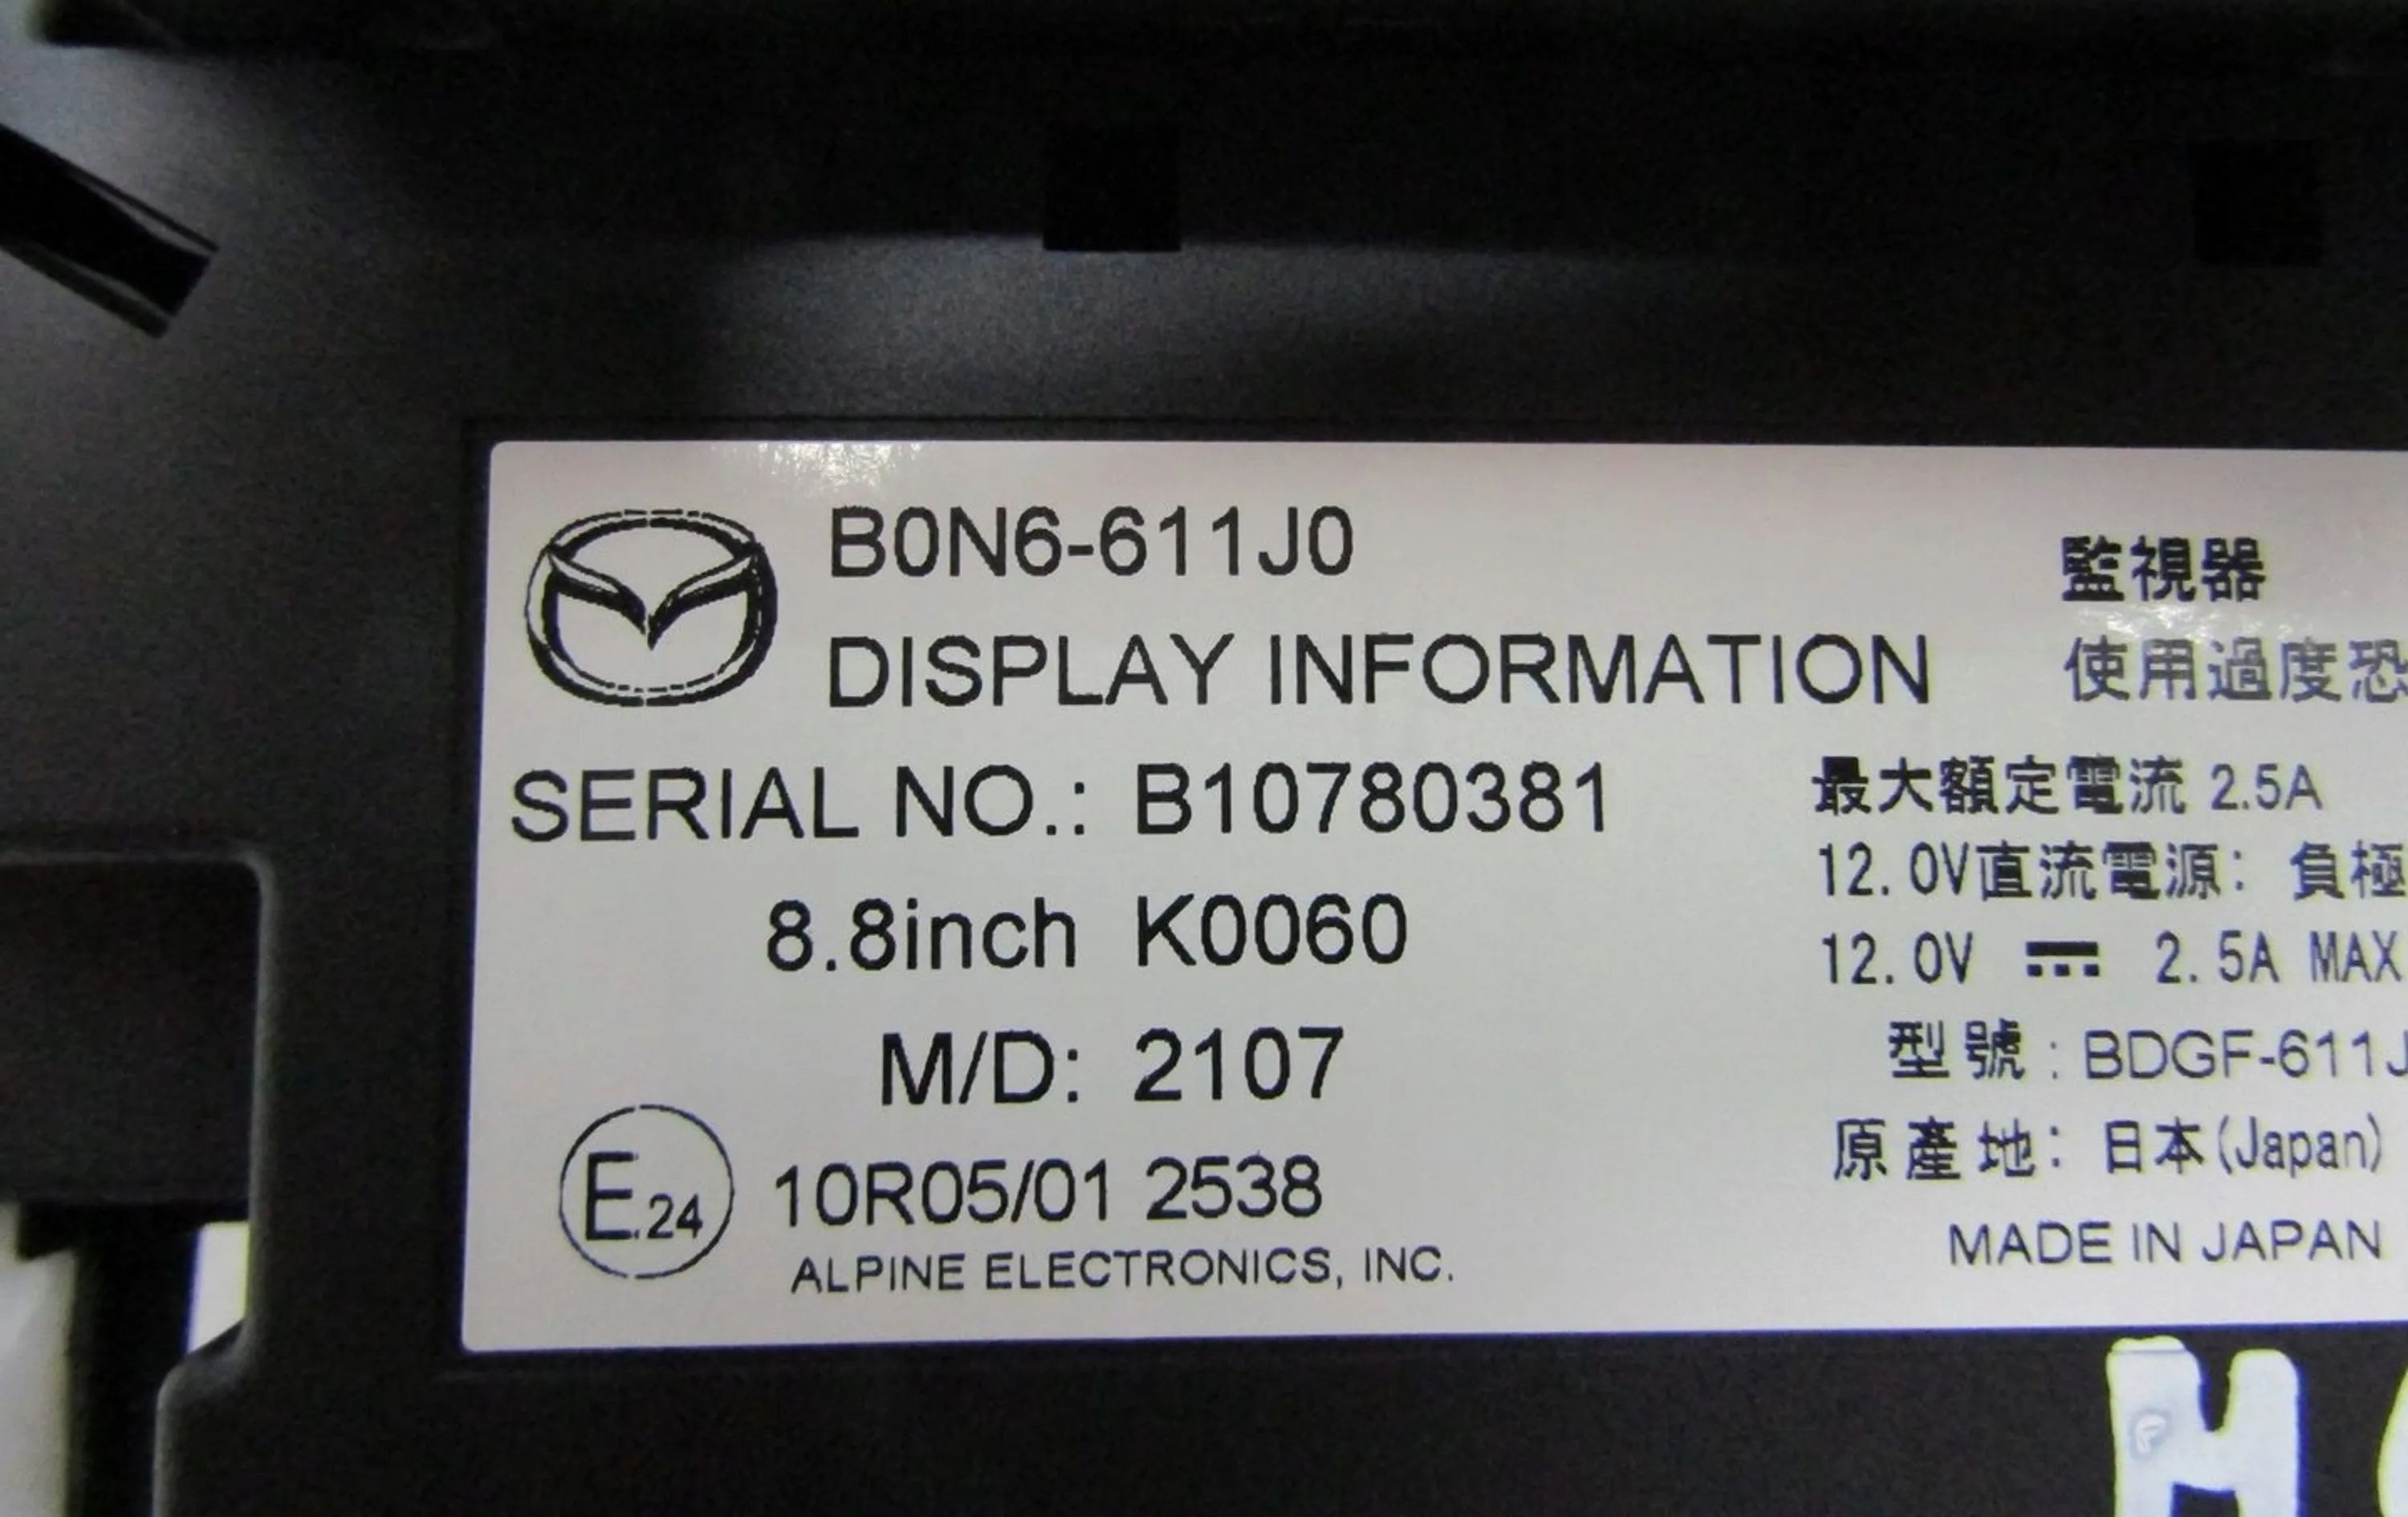 B0N6-611J0
DISPLAY INFORMATION
SERIAL NO.: B10780381
8.8inch K0060
M/D: 2107
E.24 10R05/01 2538
ALPINE ELECTRONICS, INC.
監視器
使用過度恐
最大額定電流 2.5A
12.0V直流電源: 負極
12.0V ⎓ 2.5A MAX
型號: BDGF-611J
原產地: 日本(Japan)
MADE IN JAPAN
H